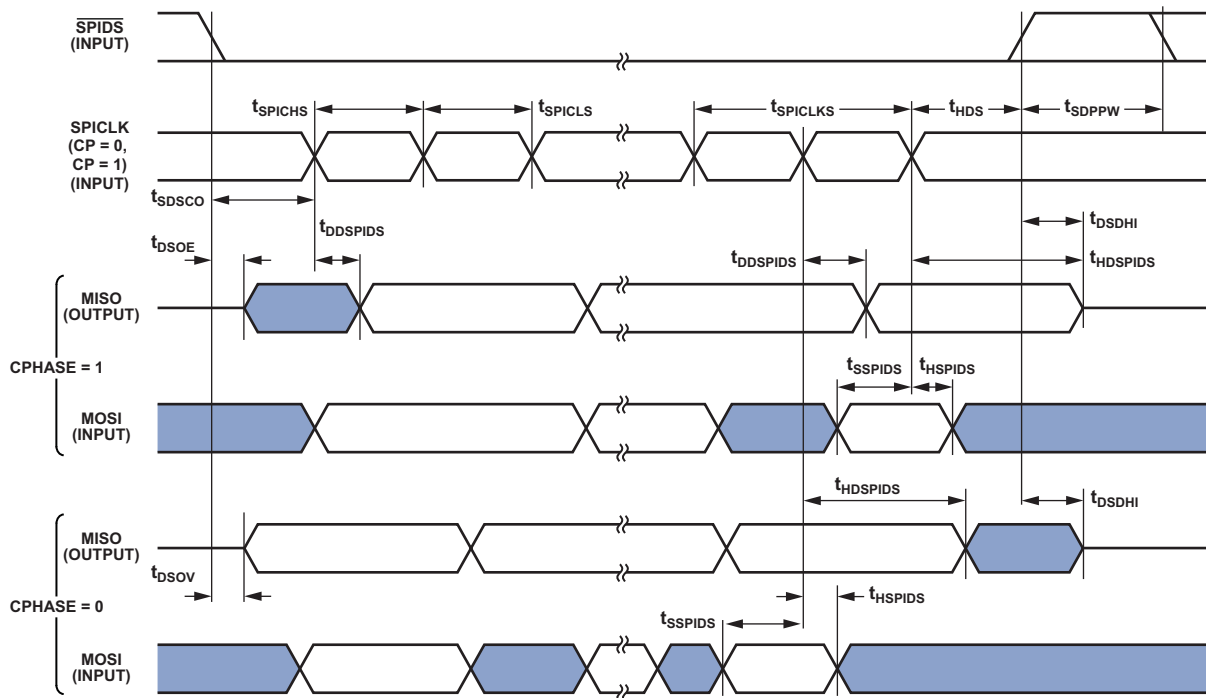 SPIDS
(INPUT)
tSPICHS
tSPICLS
tSPICLKS
tHDS
tSDPPW
SPICLK
(CP = 0,
CP = 1)
(INPUT)
tSDSCO
tDDSPIDS
tDSOE
tDSDHI
tDDSPIDS
tHDSPIDS
MISO
(OUTPUT)
CPHASE = 1
tSSPIDS
tHSPIDS
MOSI
(INPUT)
tHDSPIDS
tDSDHI
MISO
(OUTPUT)
tDSOV
CPHASE = 0
tHSPIDS
tSSPIDS
MOSI
(INPUT)